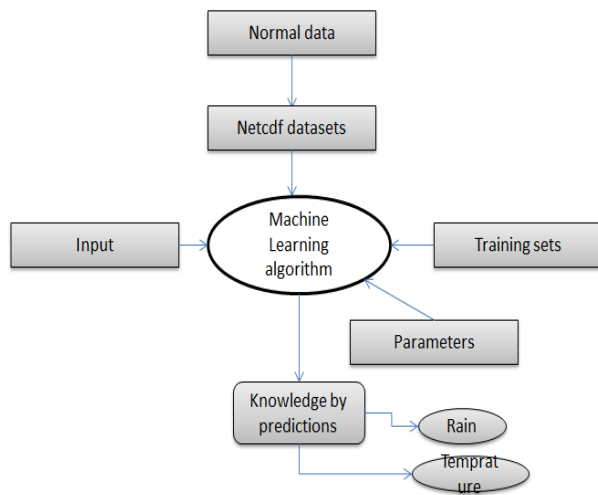 Normal data
Netcdf datasets
Machine
Learning
algorithm
Input
Training sets
Parameters
Knowledge by
predictions
Rain
Temprat
ure